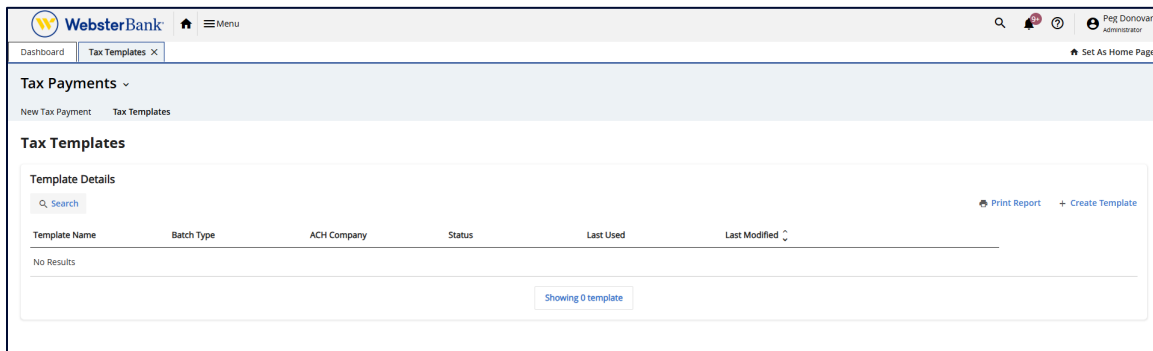 WebsterBank Menu 9+ Peg Donovan
Administrator
Dashboard Tax Templates Set As Home Page
Tax Payments
New Tax Payment Tax Templates
Tax Templates
Template Details
Search Print Report + Create Template
Template Name Batch Type ACH Company Status Last Used Last Modified
No Results
Showing 0 template